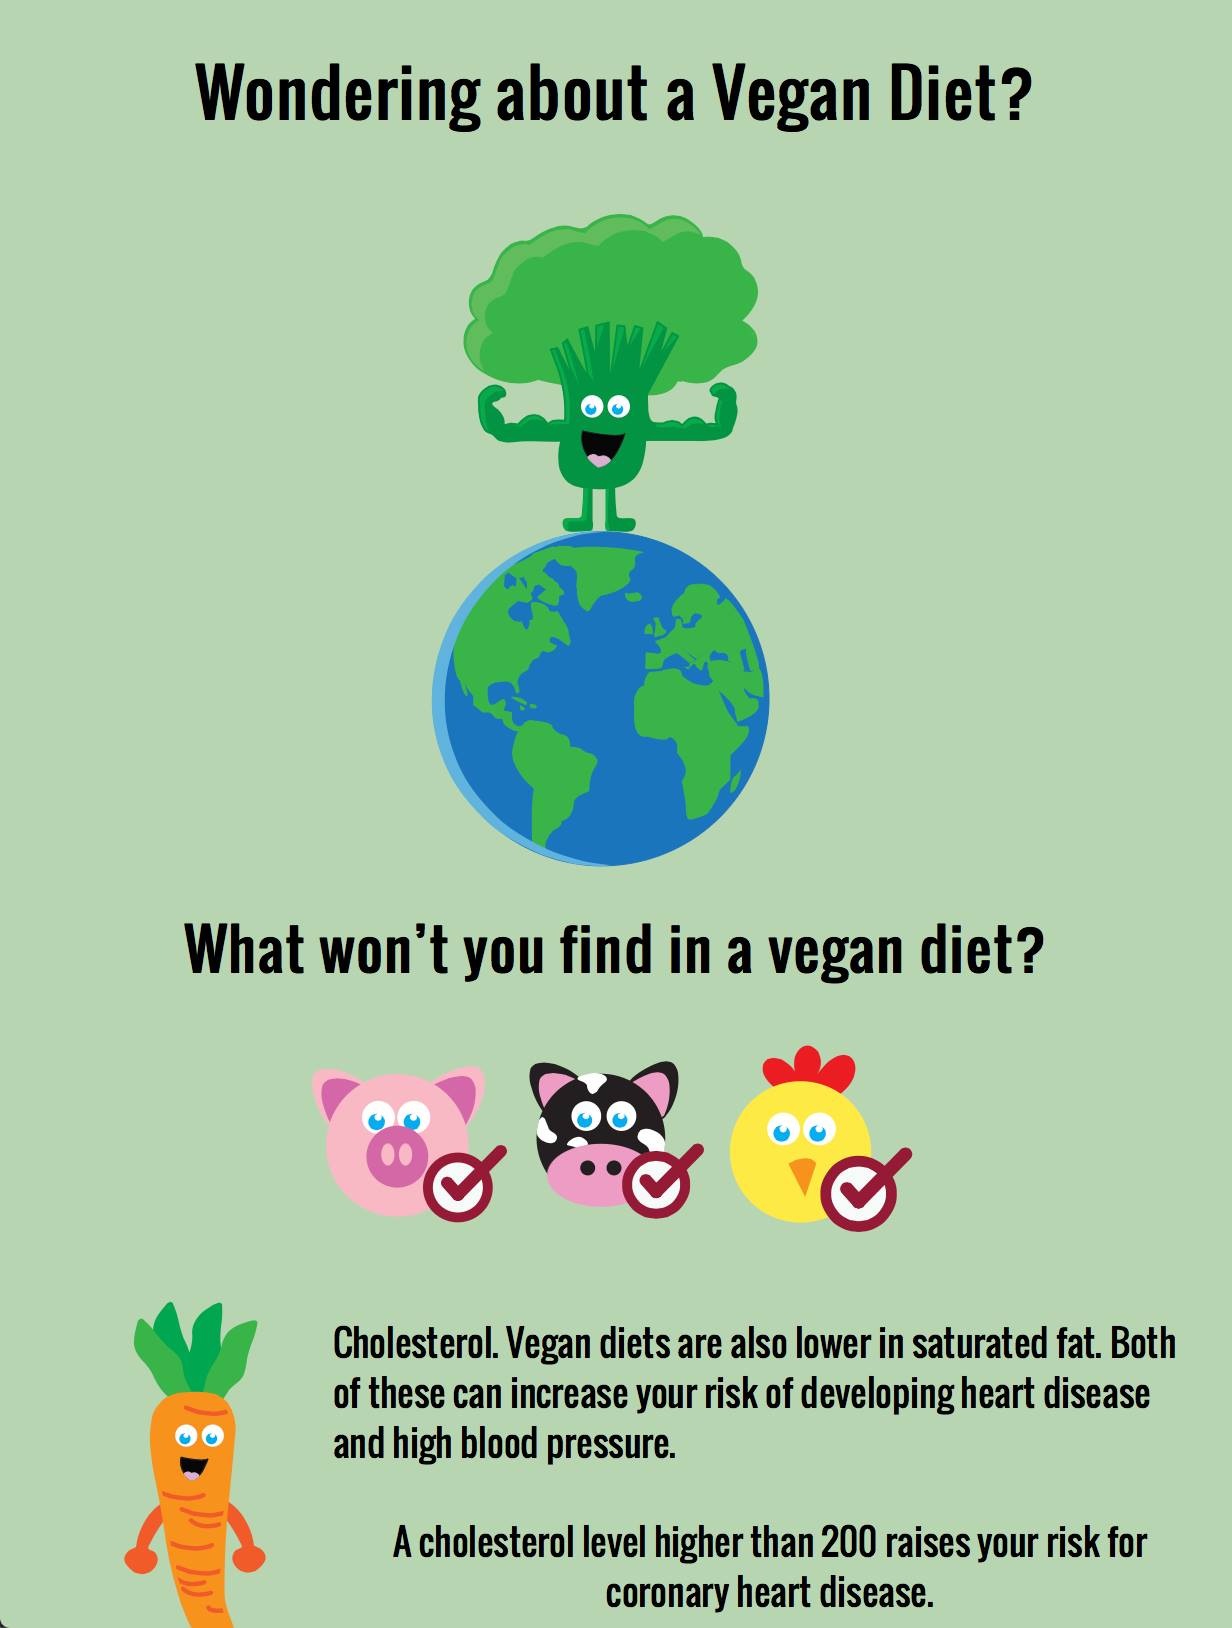 Wondering about a Vegan Diet?
What won’t you find in a vegan diet?
Cholesterol. Vegan diets are also lower in saturated fat. Both
of these can increase your risk of developing heart disease
and high blood pressure.
A cholesterol level higher than 200 raises your risk for
coronary heart disease.